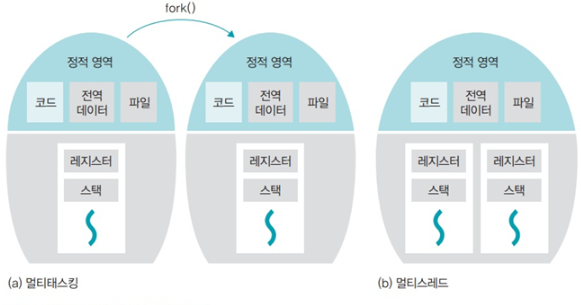 fork()
정적 영역
코드
전역
데이터
파일
레지스터
스택
정적 영역
코드
전역
데이터
파일
레지스터
스택
(a) 멀티태스킹
정적 영역
코드
전역
데이터
파일
레지스터
레지스터
스택
스택
(b) 멀티스레드